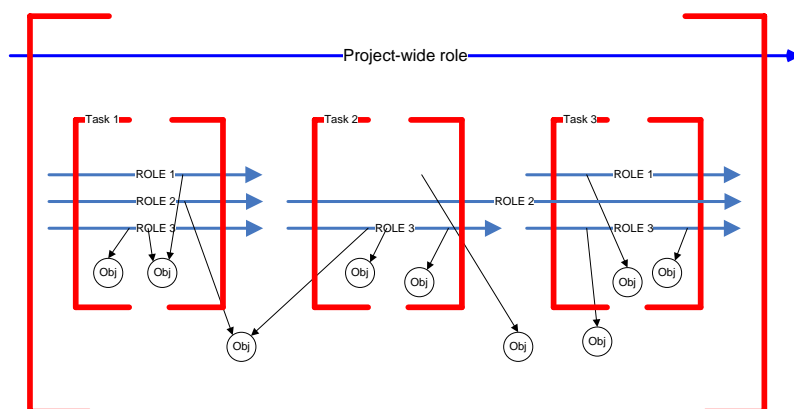 Project-wide role
Task 1
Task 2
Task 3
ROLE 1
ROLE 1
ROLE 2
ROLE 2
ROLE 3
ROLE 3
ROLE 3
Obj
Obj
Obj
Obj
Obj
Obj
Obj
Obj
Obj